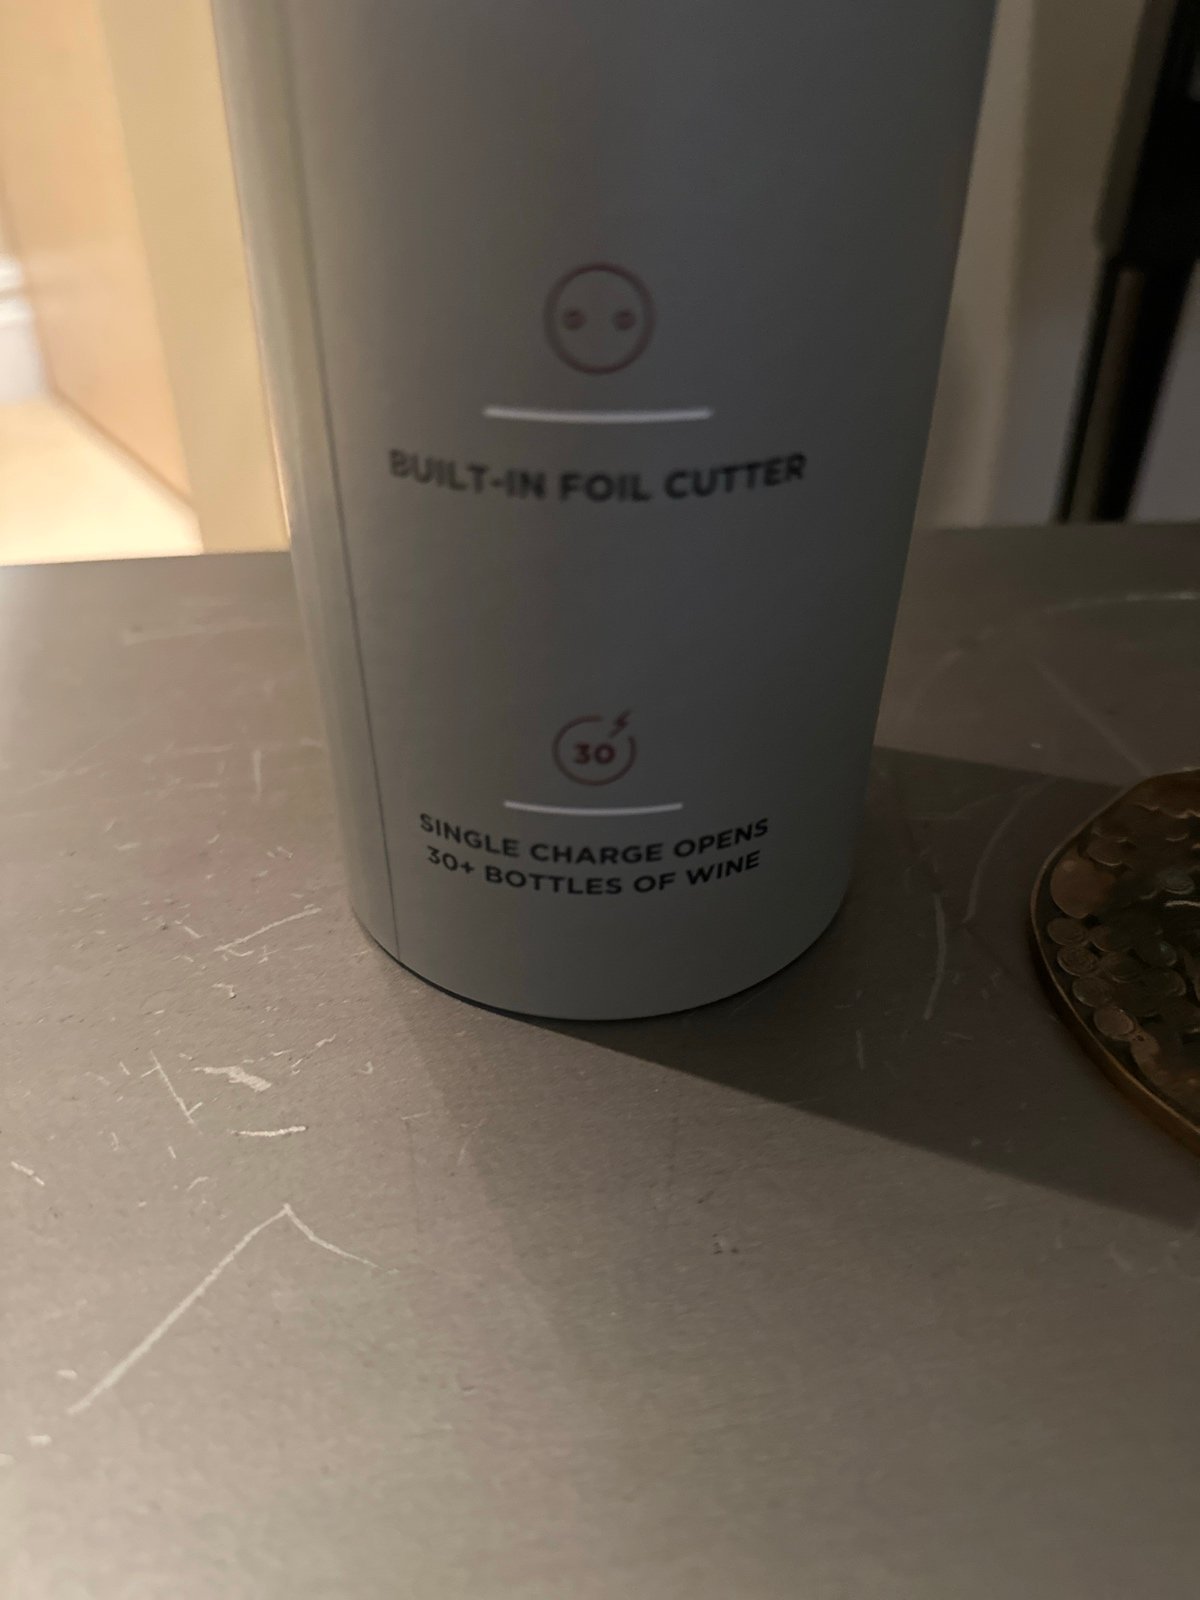 BUILT-IN FOIL CUTTER
30
SINGLE CHARGE OPENS
30+ BOTTLES OF WINE